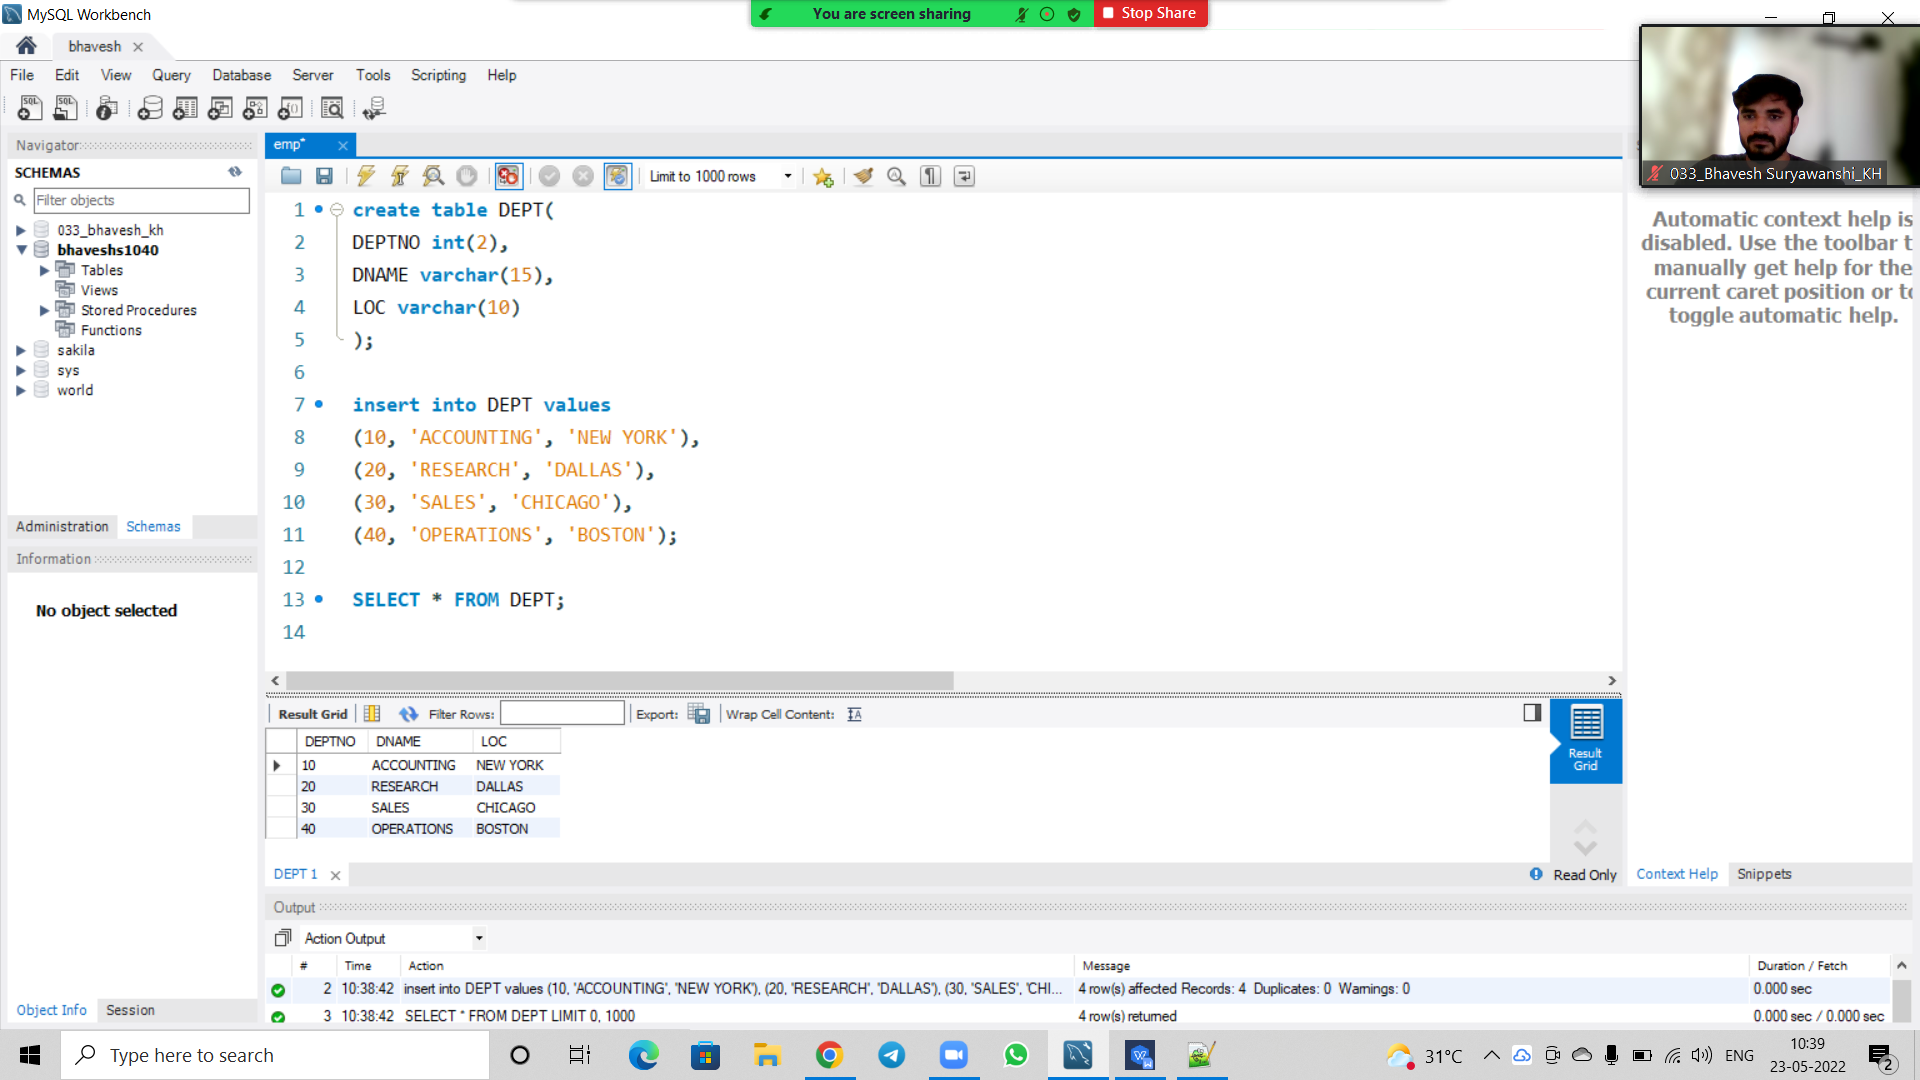 MySQL Workbench
You are screen sharing
Stop Share
bhavesh
File Edit View Query Database Server Tools Scripting Help
Navigator
SCHEMAS
Filter objects
033_bhavesh_kh
bhaveshs1040
Tables
Views
Stored Procedures
Functions
sakila
sys
world
Administration Schemas
Information
No object selected
Object Info Session
emp*
Limit to 1000 rows
1 create table DEPT(
2 DEPTNO int(2),
3 DNAME varchar(15),
4 LOC varchar(10)
5 );
6
7 insert into DEPT values
8 (10, 'ACCOUNTING', 'NEW YORK'),
9 (20, 'RESEARCH', 'DALLAS'),
10 (30, 'SALES', 'CHICAGO'),
11 (40, 'OPERATIONS', 'BOSTON');
12
13 SELECT * FROM DEPT;
14
Result Grid Filter Rows: Export: Wrap Cell Content:
DEPTNO DNAME LOC
10 ACCOUNTING NEW YORK
20 RESEARCH DALLAS
30 SALES CHICAGO
40 OPERATIONS BOSTON
Result
Grid
DEPT 1
Read Only
033_Bhavesh Suryawanshi_KH
Automatic context help is
disabled. Use the toolbar t
manually get help for the
current caret position or to
toggle automatic help.
Context Help Snippets
Output
Action Output
# Time Action Message Duration / Fetch
2 10:38:42 insert into DEPT values (10, 'ACCOUNTING', 'NEW YORK'), (20, 'RESEARCH', 'DALLAS'), (30, 'SALES', 'CHI... 4 row(s) affected Records: 4 Duplicates: 0 Warnings: 0 0.000 sec
3 10:38:42 SELECT * FROM DEPT LIMIT 0, 1000 4 row(s) returned 0.000 sec / 0.000 sec
Type here to search
31°C
ENG
10:39
23-05-2022
2